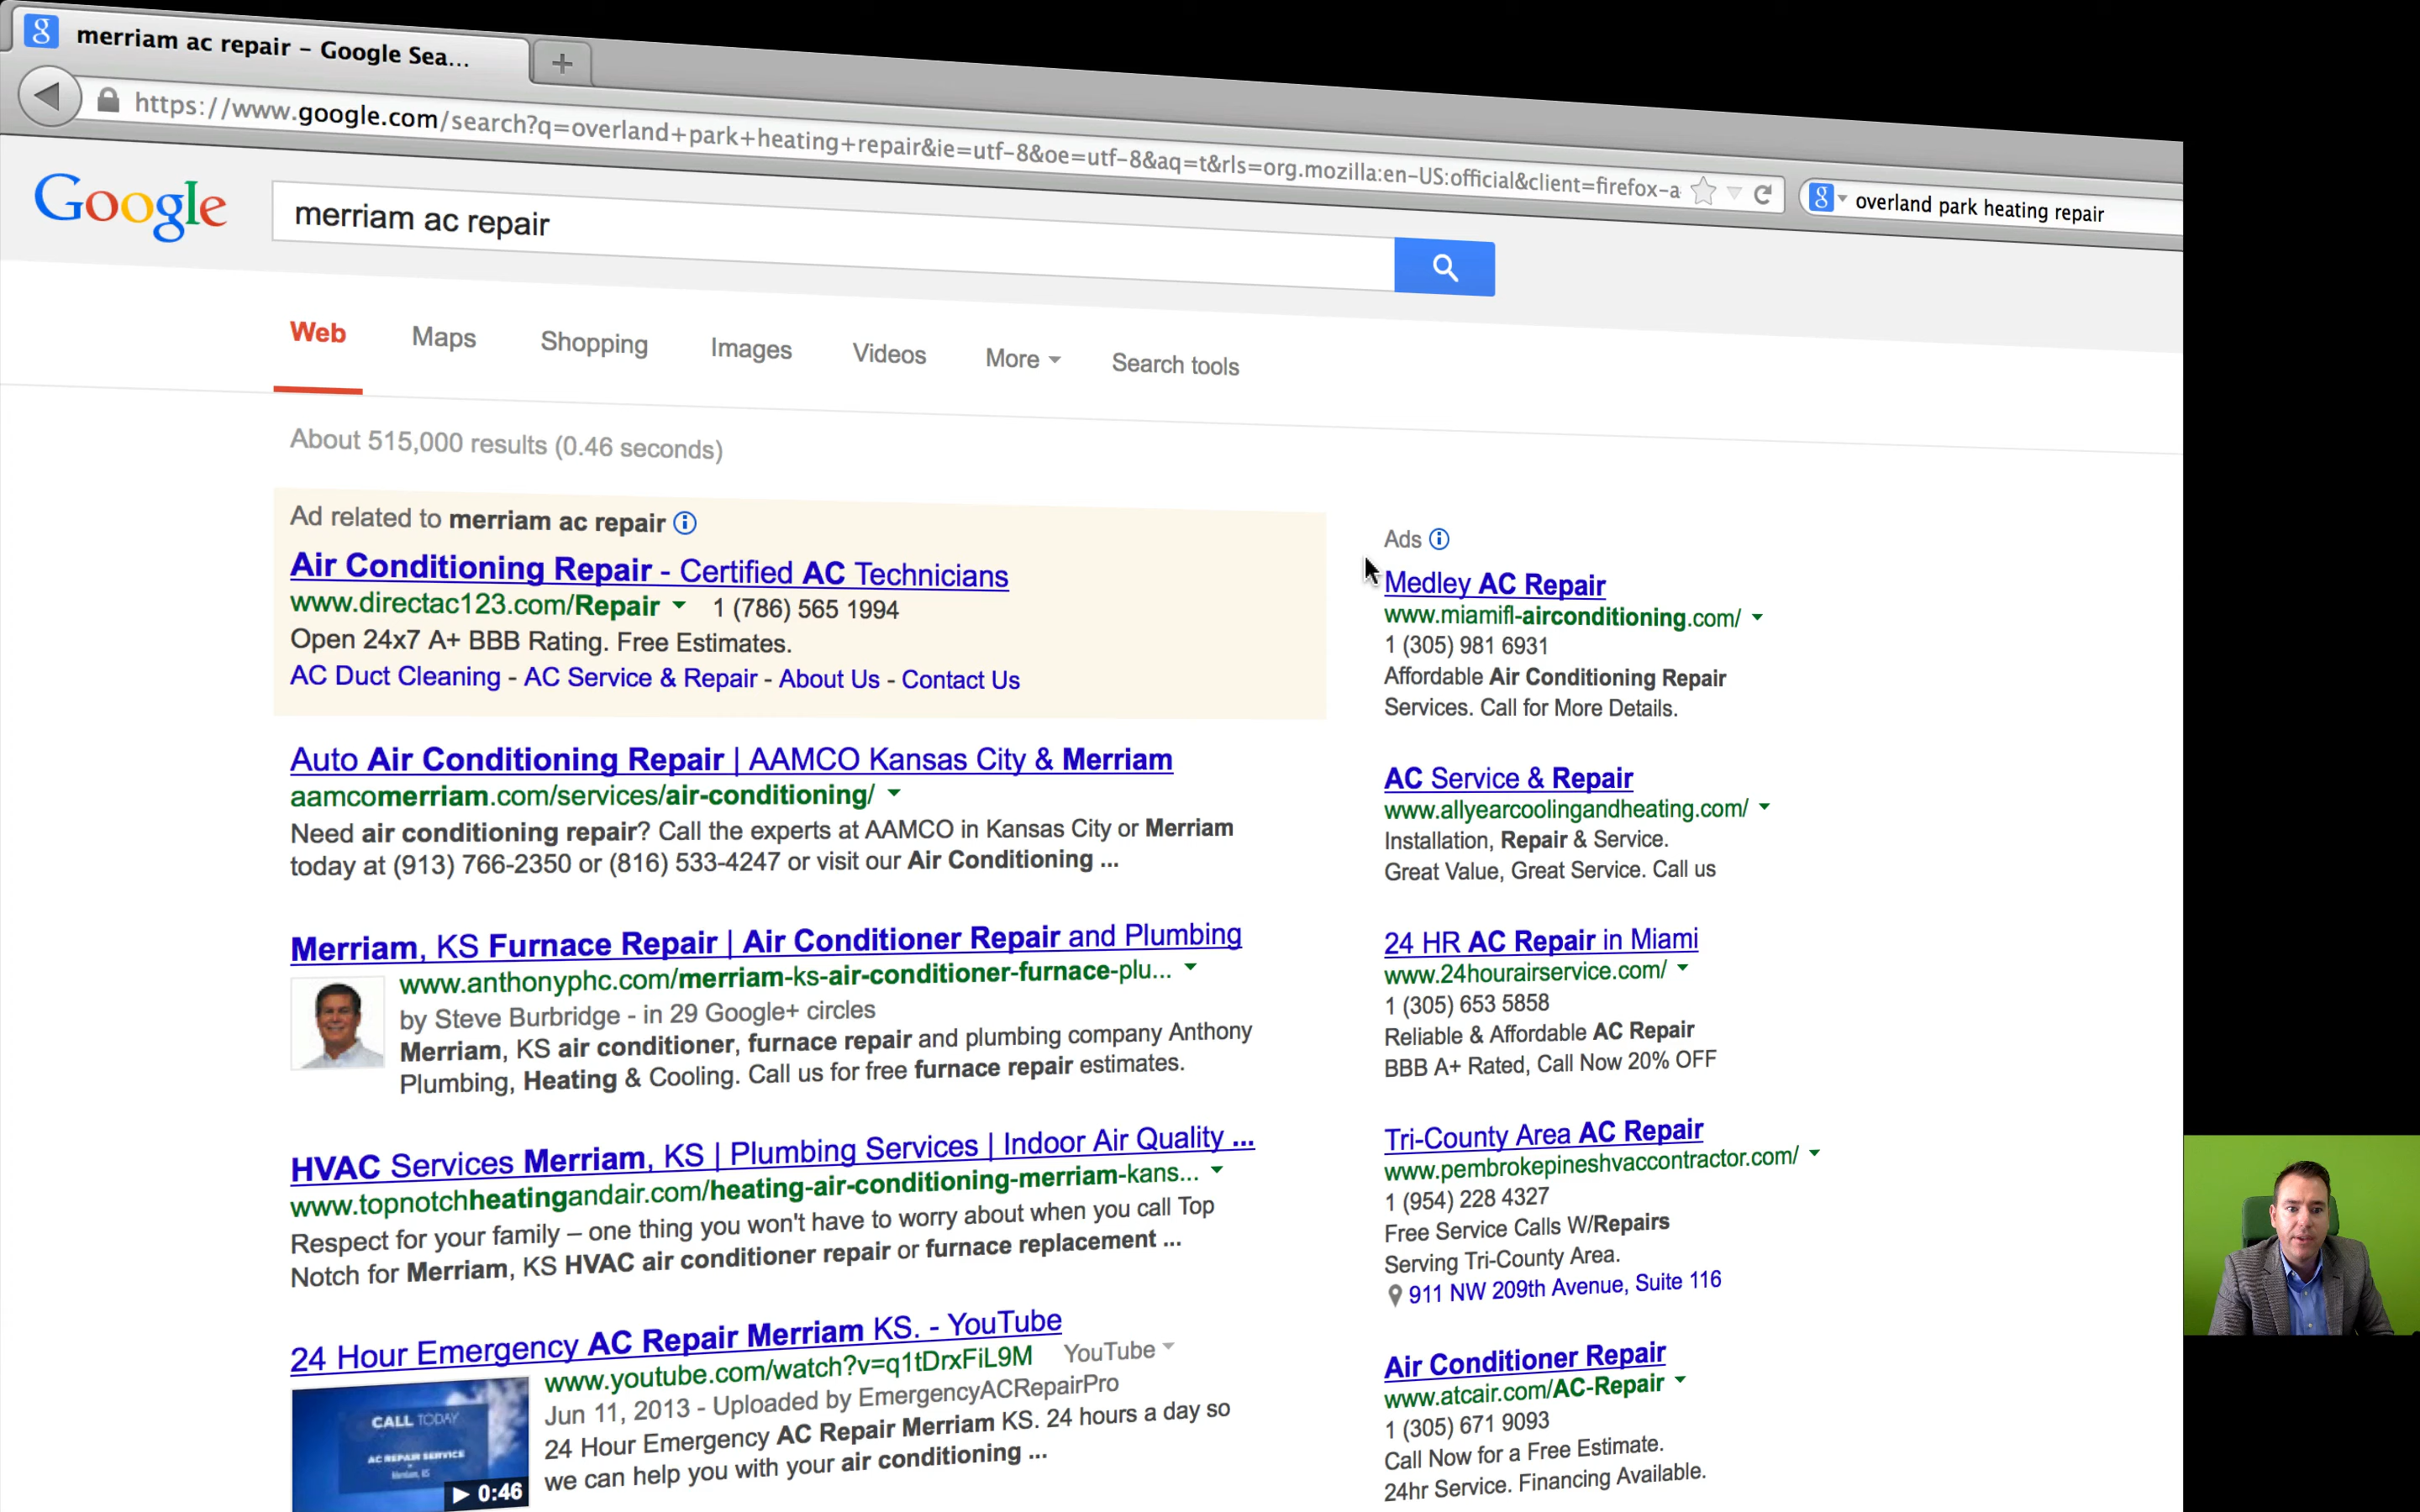 merriam ac repair – Google Sea...
https://www.google.com/search?q=overland+park+heating+repair&ie=utf-8&oe=utf-8&aq=t&rls=org.mozilla:en-US:official&client=firefox-a
overland park heating repair
Google
merriam ac repair
Web Maps Shopping Images Videos More Search tools
About 515,000 results (0.46 seconds)
Ad related to merriam ac repair
Air Conditioning Repair - Certified AC Technicians
www.directac123.com/Repair 1 (786) 565 1994
Open 24x7 A+ BBB Rating. Free Estimates.
AC Duct Cleaning - AC Service & Repair - About Us - Contact Us
Auto Air Conditioning Repair | AAMCO Kansas City & Merriam
aamcomerriam.com/services/air-conditioning/
Need air conditioning repair? Call the experts at AAMCO in Kansas City or Merriam
today at (913) 766-2350 or (816) 533-4247 or visit our Air Conditioning ...
Merriam, KS Furnace Repair | Air Conditioner Repair and Plumbing
www.anthonyphc.com/merriam-ks-air-conditioner-furnace-plu...
by Steve Burbridge - in 29 Google+ circles
Merriam, KS air conditioner, furnace repair and plumbing company Anthony
Plumbing, Heating & Cooling. Call us for free furnace repair estimates.
HVAC Services Merriam, KS | Plumbing Services | Indoor Air Quality ...
www.topnotchheatingandair.com/heating-air-conditioning-merriam-kans...
Respect for your family – one thing you won't have to worry about when you call Top
Notch for Merriam, KS HVAC air conditioner repair or furnace replacement ...
24 Hour Emergency AC Repair Merriam KS. - YouTube
www.youtube.com/watch?v=q1tDrxFiL9M YouTube
Jun 11, 2013 - Uploaded by EmergencyACRepairPro
24 Hour Emergency AC Repair Merriam KS. 24 hours a day so
we can help you with your air conditioning ...
CALL TODAY
AC REPAIR SERVICE
Merriam, KS
0:46
Ads
Medley AC Repair
www.miamifl-airconditioning.com/
1 (305) 981 6931
Affordable Air Conditioning Repair
Services. Call for More Details.
AC Service & Repair
www.allyearcoolingandheating.com/
Installation, Repair & Service.
Great Value, Great Service. Call us
24 HR AC Repair in Miami
www.24hourairservice.com/
1 (305) 653 5858
Reliable & Affordable AC Repair
BBB A+ Rated, Call Now 20% OFF
Tri-County Area AC Repair
www.pembrokepineshvaccontractor.com/
1 (954) 228 4327
Free Service Calls W/Repairs
Serving Tri-County Area.
911 NW 209th Avenue, Suite 116
Air Conditioner Repair
www.atcair.com/AC-Repair
1 (305) 671 9093
Call Now for a Free Estimate.
24hr Service. Financing Available.